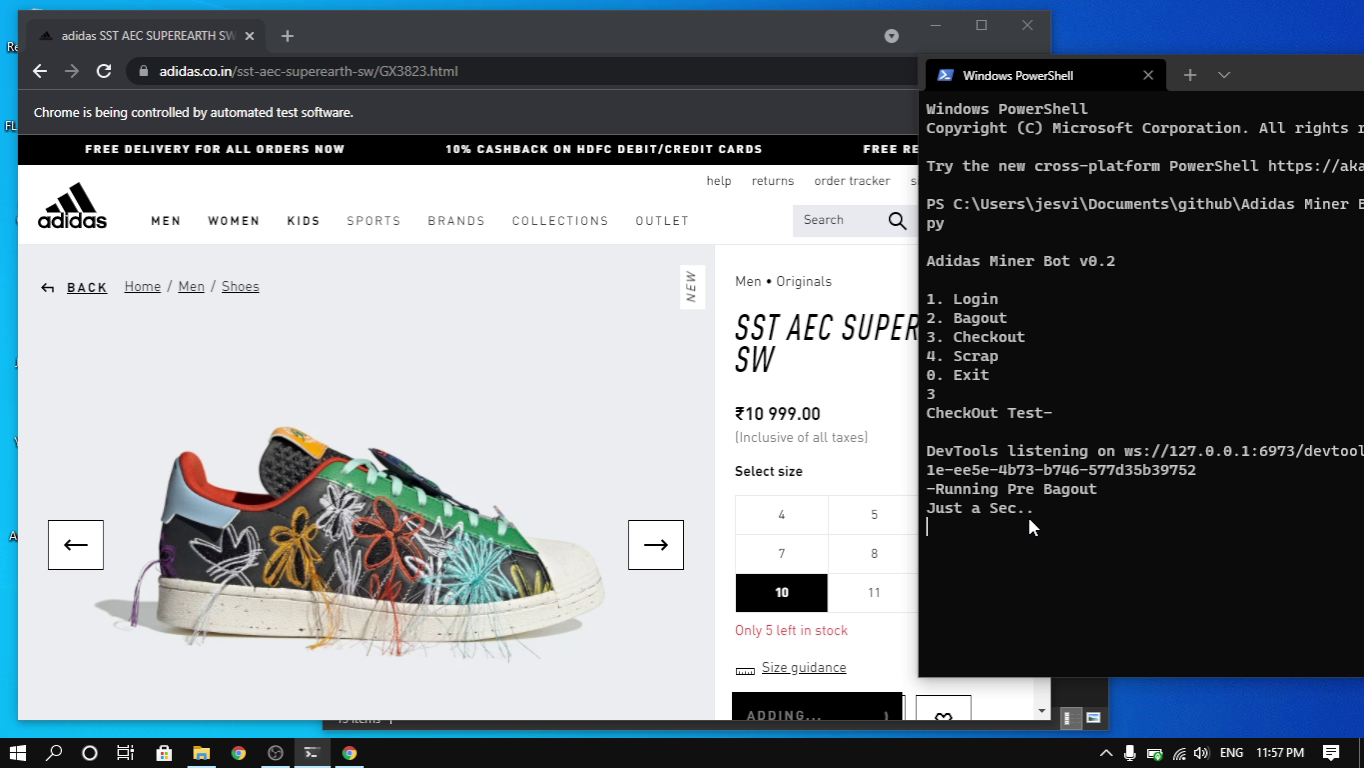 adidas SST AEC SUPEREARTH SW
adidas.co.in/sst-aec-superearth-sw/GX3823.html
Chrome is being controlled by automated test software.
FREE DELIVERY FOR ALL ORDERS NOW
10% CASHBACK ON HDFC DEBIT/CREDIT CARDS
FREE RE
help returns order tracker s
adidas
MEN WOMEN KIDS SPORTS BRANDS COLLECTIONS OUTLET
Search
BACK Home / Men / Shoes
NEW
Men • Originals
SST AEC SUPER
SW
₹10 999.00
(Inclusive of all taxes)
Select size
4 5
7 8
10 11
Only 5 left in stock
Size guidance
ADDING...
Windows PowerShell
Windows PowerShell
Copyright (C) Microsoft Corporation. All rights r
Try the new cross-platform PowerShell https://aka
PS C:\Users\jesvi\Documents\github\Adidas Miner B
py
Adidas Miner Bot v0.2
1. Login
2. Bagout
3. Checkout
4. Scrap
0. Exit
3
CheckOut Test-
DevTools listening on ws://127.0.0.1:6973/devtool
1e-ee5e-4b73-b746-577d35b39752
-Running Pre Bagout
Just a Sec..
ENG 11:57 PM